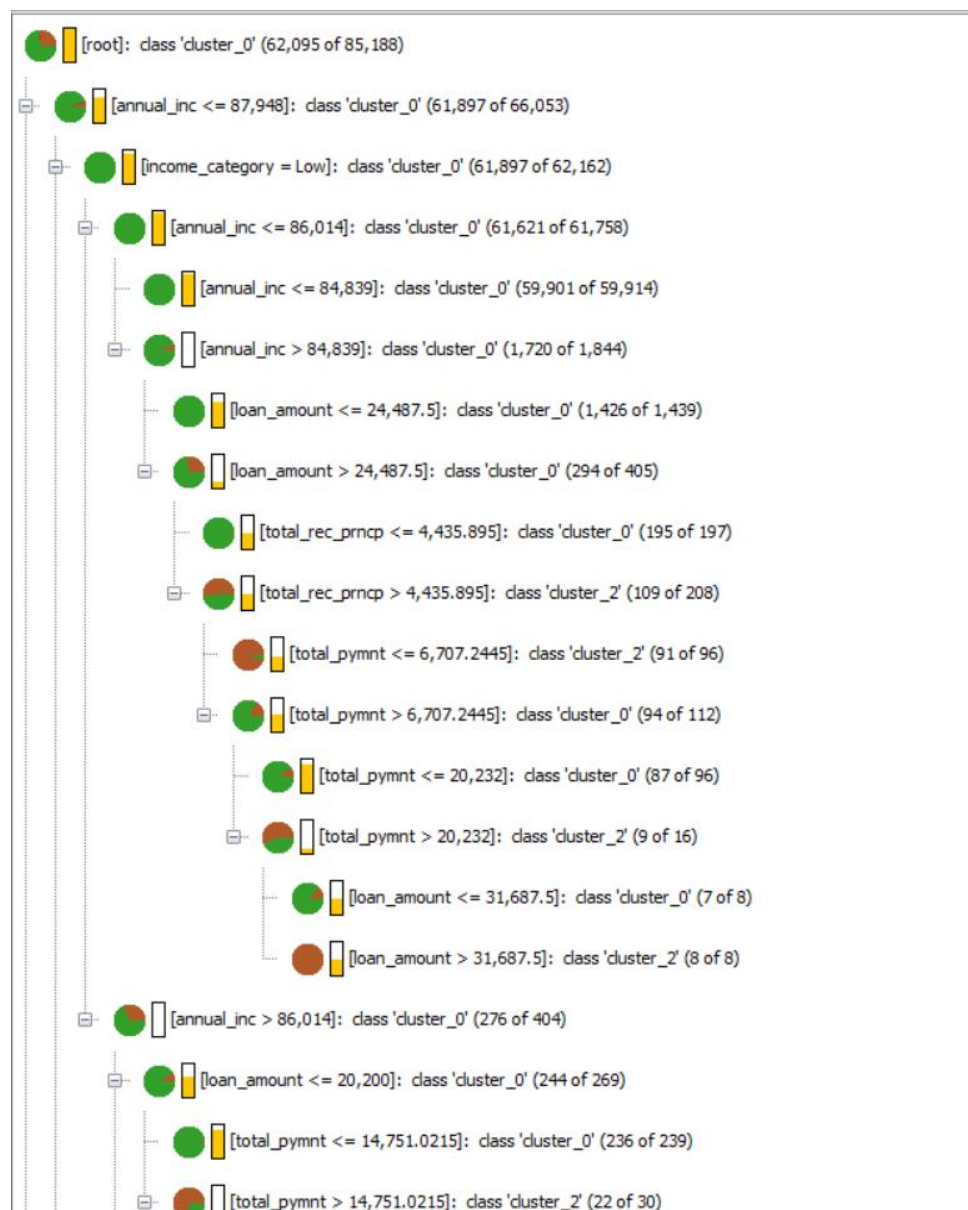 [root]: class 'cluster_0' (62,095 of 85,188)
[annual_inc <= 87,948]: class 'cluster_0' (61,897 of 66,053)
[income_category = Low]: class 'cluster_0' (61,897 of 62,162)
[annual_inc <= 86,014]: class 'cluster_0' (61,621 of 61,758)
[annual_inc <= 84,839]: class 'cluster_0' (59,901 of 59,914)
[annual_inc > 84,839]: class 'cluster_0' (1,720 of 1,844)
[loan_amount <= 24,487.5]: class 'cluster_0' (1,426 of 1,439)
[loan_amount > 24,487.5]: class 'cluster_0' (294 of 405)
[total_rec_prncp <= 4,435.895]: class 'cluster_0' (195 of 197)
[total_rec_prncp > 4,435.895]: class 'cluster_2' (109 of 208)
[total_pymnt <= 6,707.2445]: class 'cluster_2' (91 of 96)
[total_pymnt > 6,707.2445]: class 'cluster_0' (94 of 112)
[total_pymnt <= 20,232]: class 'cluster_0' (87 of 96)
[total_pymnt > 20,232]: class 'cluster_2' (9 of 16)
[loan_amount <= 31,687.5]: class 'cluster_0' (7 of 8)
[loan_amount > 31,687.5]: class 'cluster_2' (8 of 8)
[annual_inc > 86,014]: class 'cluster_0' (276 of 404)
[loan_amount <= 20,200]: class 'cluster_0' (244 of 269)
[total_pymnt <= 14,751.0215]: class 'cluster_0' (236 of 239)
[total_pymnt > 14,751.0215]: class 'cluster_2' (22 of 30)